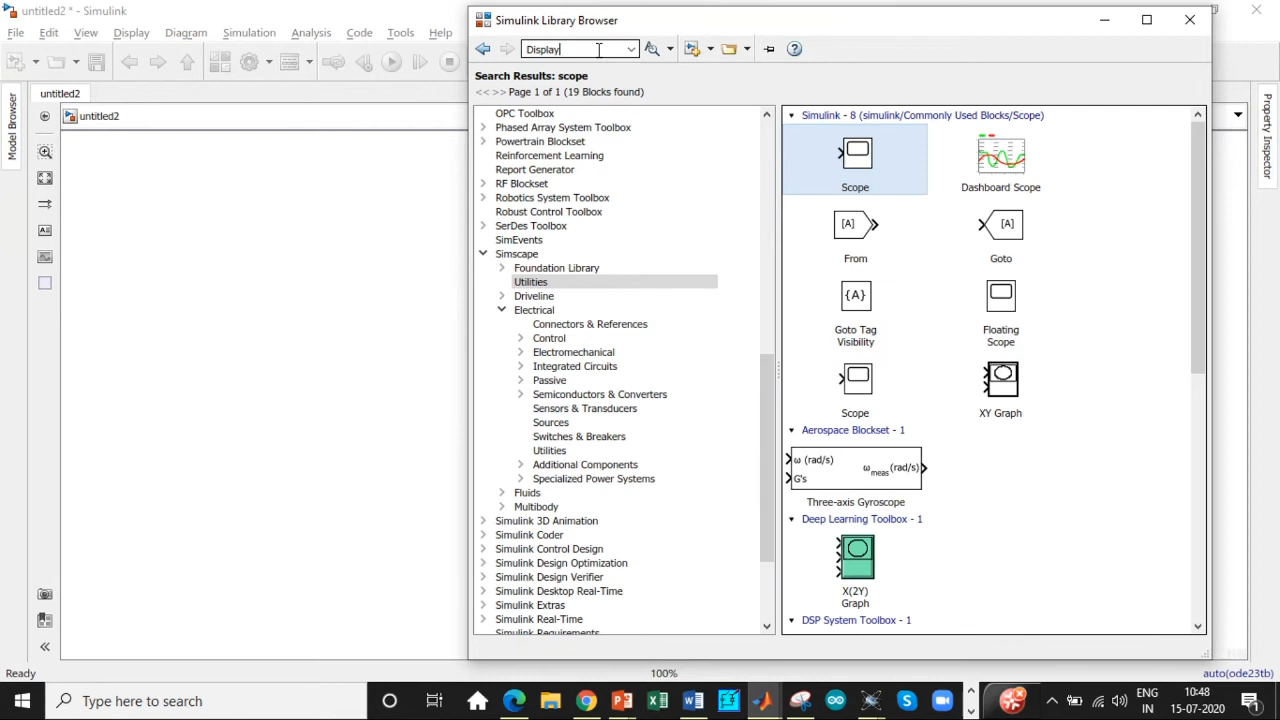 untitled2 * - Simulink
File Edit View Display Diagram Simulation Analysis Code Tools Help
untitled2
untitled2
Model Browser
Property Inspector
Simulink Library Browser
Display
Search Results: scope
<< >> Page 1 of 1 (19 Blocks found)
OPC Toolbox
Phased Array System Toolbox
Powertrain Blockset
Reinforcement Learning
Report Generator
RF Blockset
Robotics System Toolbox
Robust Control Toolbox
SerDes Toolbox
SimEvents
Simscape
Foundation Library
Utilities
Driveline
Electrical
Connectors & References
Control
Electromechanical
Integrated Circuits
Passive
Semiconductors & Converters
Sensors & Transducers
Sources
Switches & Breakers
Utilities
Additional Components
Specialized Power Systems
Fluids
Multibody
Simulink 3D Animation
Simulink Coder
Simulink Control Design
Simulink Design Optimization
Simulink Design Verifier
Simulink Desktop Real-Time
Simulink Extras
Simulink Real-Time
Simulink Requirements
Simulink - 8 (simulink/Commonly Used Blocks/Scope)
Scope
Dashboard Scope
[A]
From
[A]
Goto
{A}
Goto Tag
Visibility
Floating
Scope
Scope
XY Graph
Aerospace Blockset - 1
ω (rad/s)
G's
ωmeas(rad/s)
Three-axis Gyroscope
Deep Learning Toolbox - 1
X(2Y)
Graph
DSP System Toolbox - 1
Ready
100%
auto(ode23tb)
Type here to search
ENG
IN
10:48
15-07-2020
1